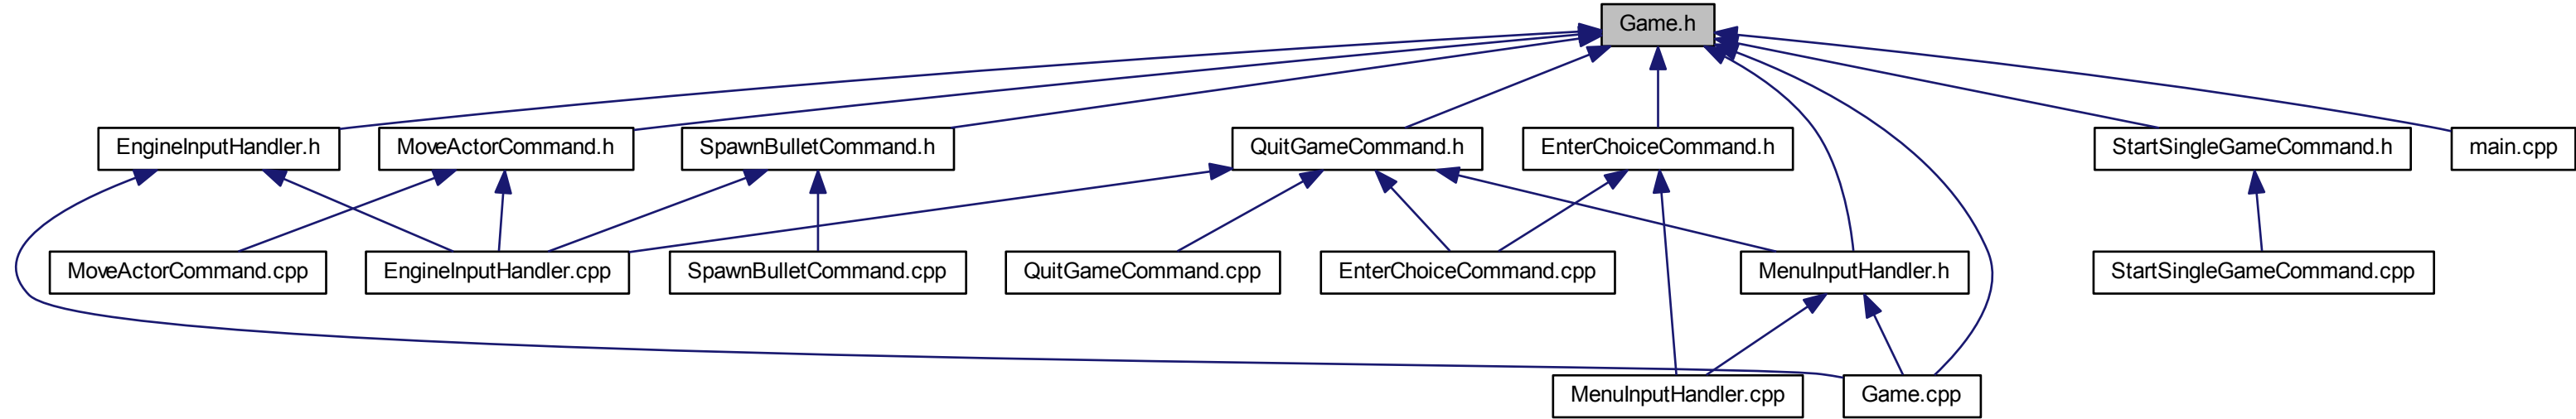 Game.h
EngineInputHandler.h
MoveActorCommand.h
SpawnBulletCommand.h
QuitGameCommand.h
EnterChoiceCommand.h
StartSingleGameCommand.h
main.cpp
MoveActorCommand.cpp
EngineInputHandler.cpp
SpawnBulletCommand.cpp
QuitGameCommand.cpp
EnterChoiceCommand.cpp
MenuInputHandler.h
StartSingleGameCommand.cpp
MenuInputHandler.cpp
Game.cpp